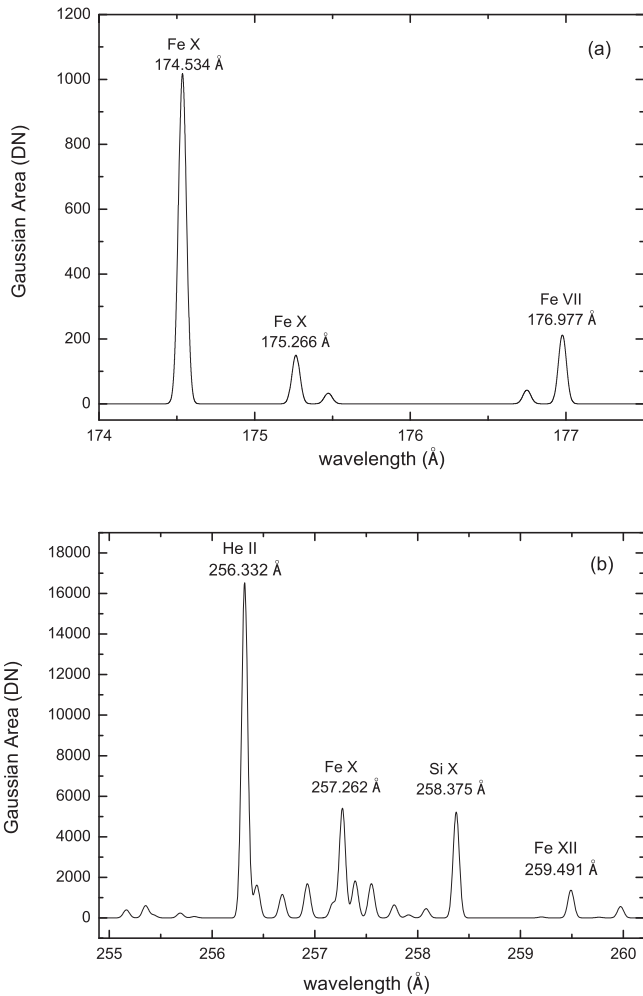 1200
1000
800
600
400
200
0
Gaussian Area (DN)
Fe X
174.534 Å
(a)
Fe X
175.266 Å
Fe VII
176.977 Å
174 175 176 177
wavelength (Å)
18000
16000
14000
12000
10000
8000
6000
4000
2000
0
Gaussian Area (DN)
He II
256.332 Å
(b)
Fe X
257.262 Å
Si X
258.375 Å
Fe XII
259.491 Å
255 256 257 258 259 260
wavelength (Å)